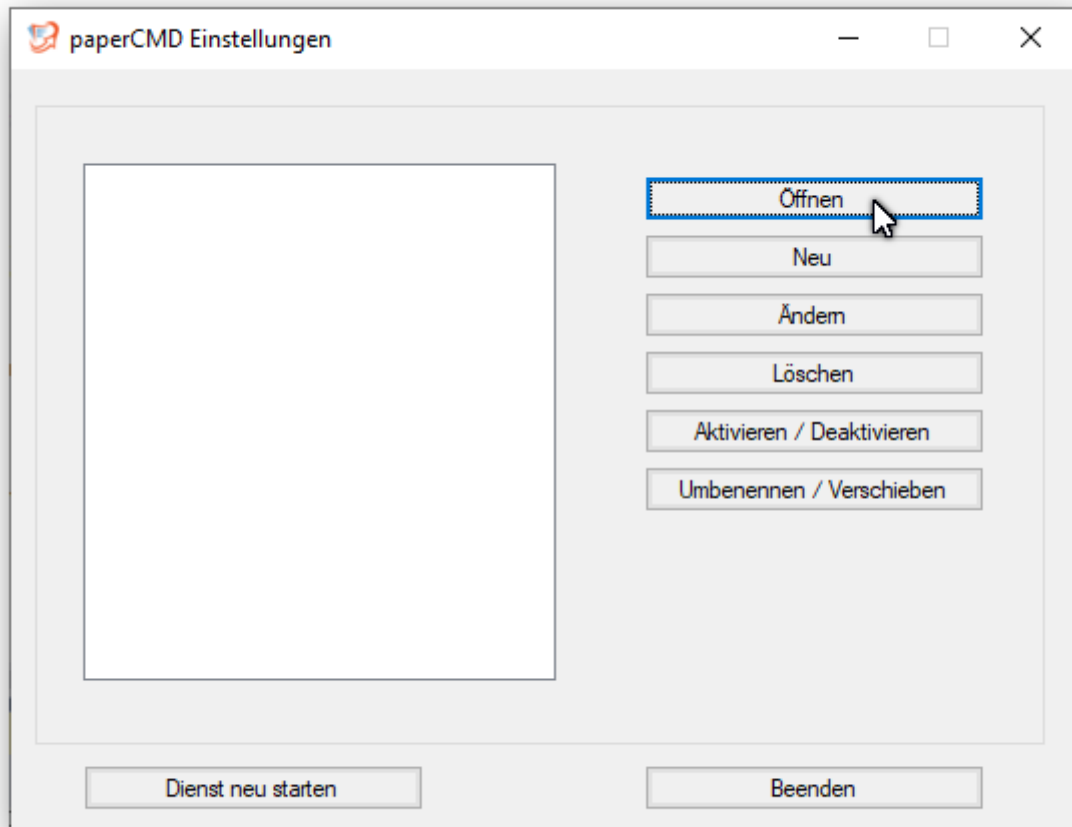 paperCMD Einstellungen
Öffnen
Neu
Ändern
Löschen
Aktivieren / Deaktivieren
Umbenennen / Verschieben
Dienst neu starten
Beenden